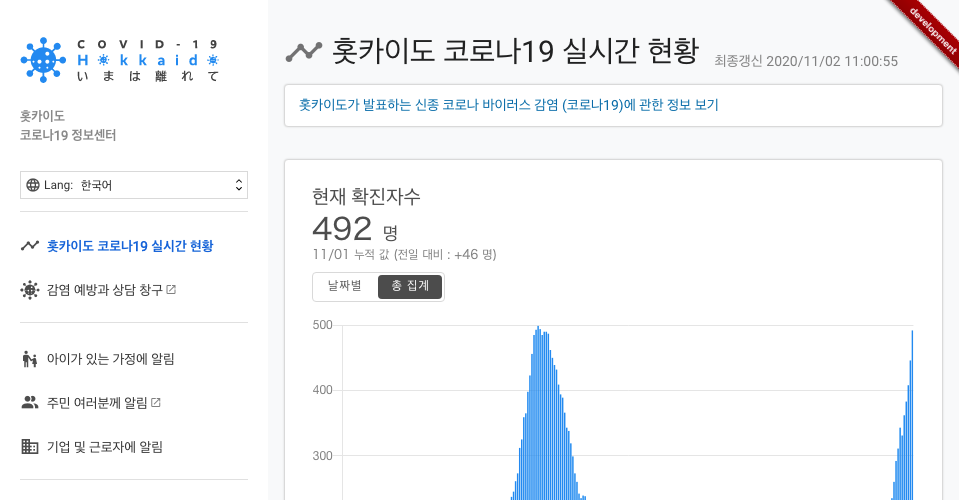 COVID-19
Hokkaido
いまは離れて
홋카이도
코로나19 정보센터
Lang: 한국어
홋카이도 코로나19 실시간 현황
감염 예방과 상담 창구
아이가 있는 가정에 알림
주민 여러분께 알림
기업 및 근로자에 알림
development
홋카이도 코로나19 실시간 현황
최종갱신 2020/11/02 11:00:55
홋카이도가 발표하는 신종 코로나 바이러스 감염 (코로나19)에 관한 정보 보기
현재 확진자수
492 명
11/01 누적 값 (전일 대비 : +46 명)
날짜별 총 집계
500
400
300